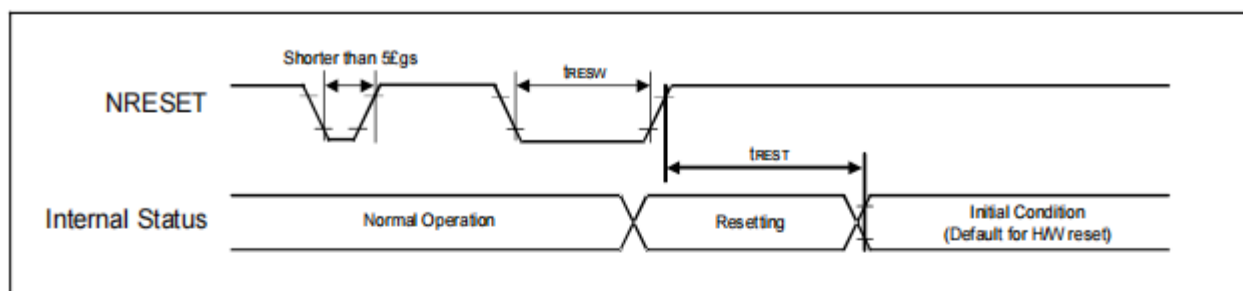 Shorter than 5£gs
tRESW
NRESET
tREST
Internal Status
Normal Operation
Resetting
Initial Condition
(Default for H/W reset)